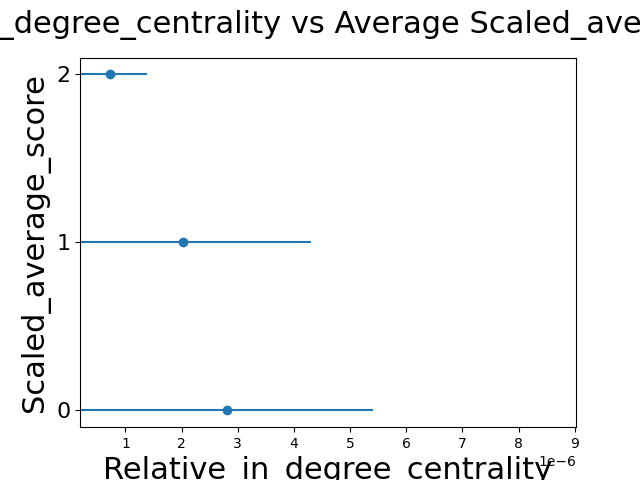 _degree_centrality vs Average Scaled_ave
2
1
0
Scaled_average_score
1 2 3 4 5 6 7 8 9
1e−6
Relative_in_degree_centrality